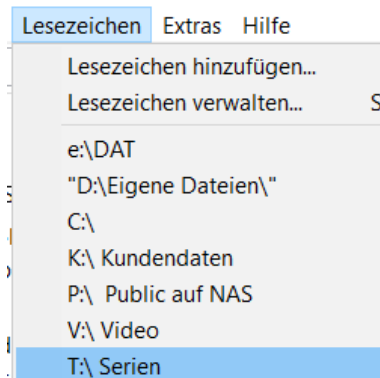 Lesezeichen Extras Hilfe
Lesezeichen hinzufügen...
Lesezeichen verwalten... S
e:\DAT
"D:\Eigene Dateien\"
C:\
K:\ Kundendaten
P:\ Public auf NAS
V:\ Video
T:\ Serien